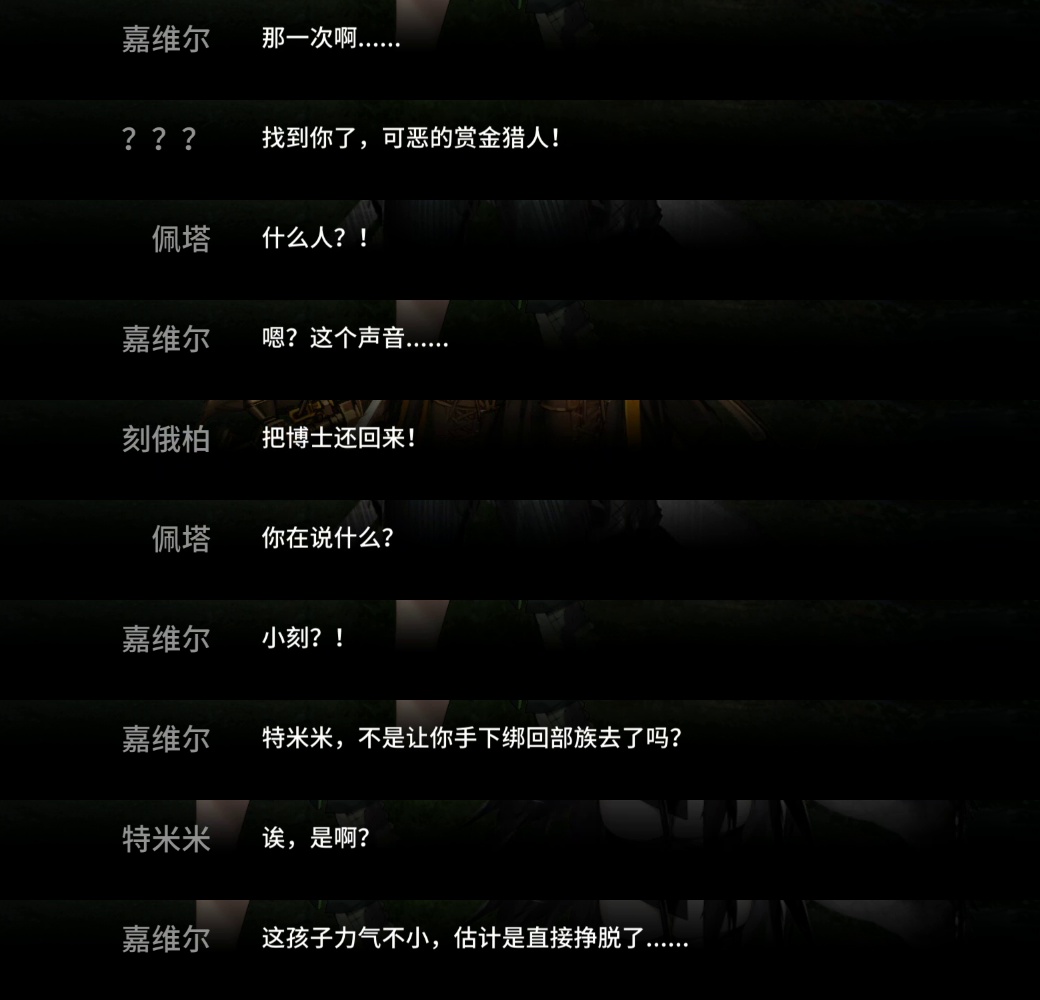 嘉维尔 那一次啊......
？？？ 找到你了，可恶的赏金猎人！
佩塔 什么人？！
嘉维尔 嗯？这个声音......
刻俄柏 把博士还回来！
佩塔 你在说什么？
嘉维尔 小刻？！
嘉维尔 特米米，不是让你手下绑回部族去了吗？
特米米 诶，是啊？
嘉维尔 这孩子力气不小，估计是直接挣脱了......